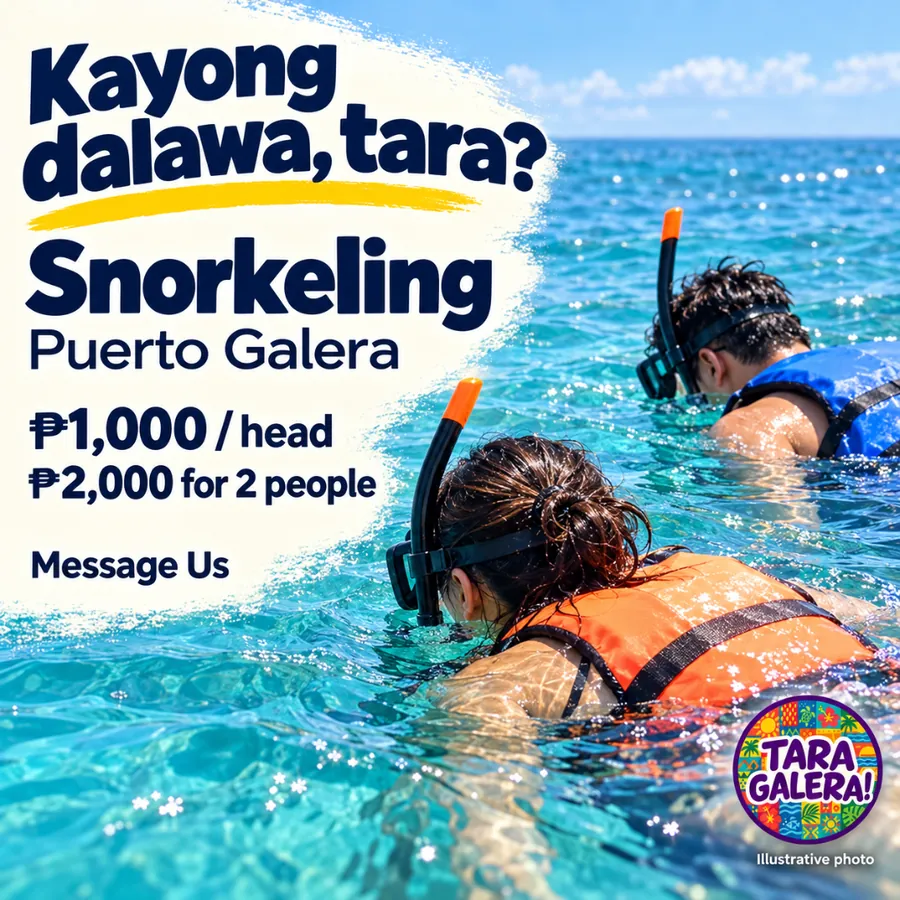 Kayong
dalawa, tara?
Snorkeling
Puerto Galera
₱1,000 / head
₱2,000 for 2 people
Message Us
TARA
GALERA!
Illustrative photo